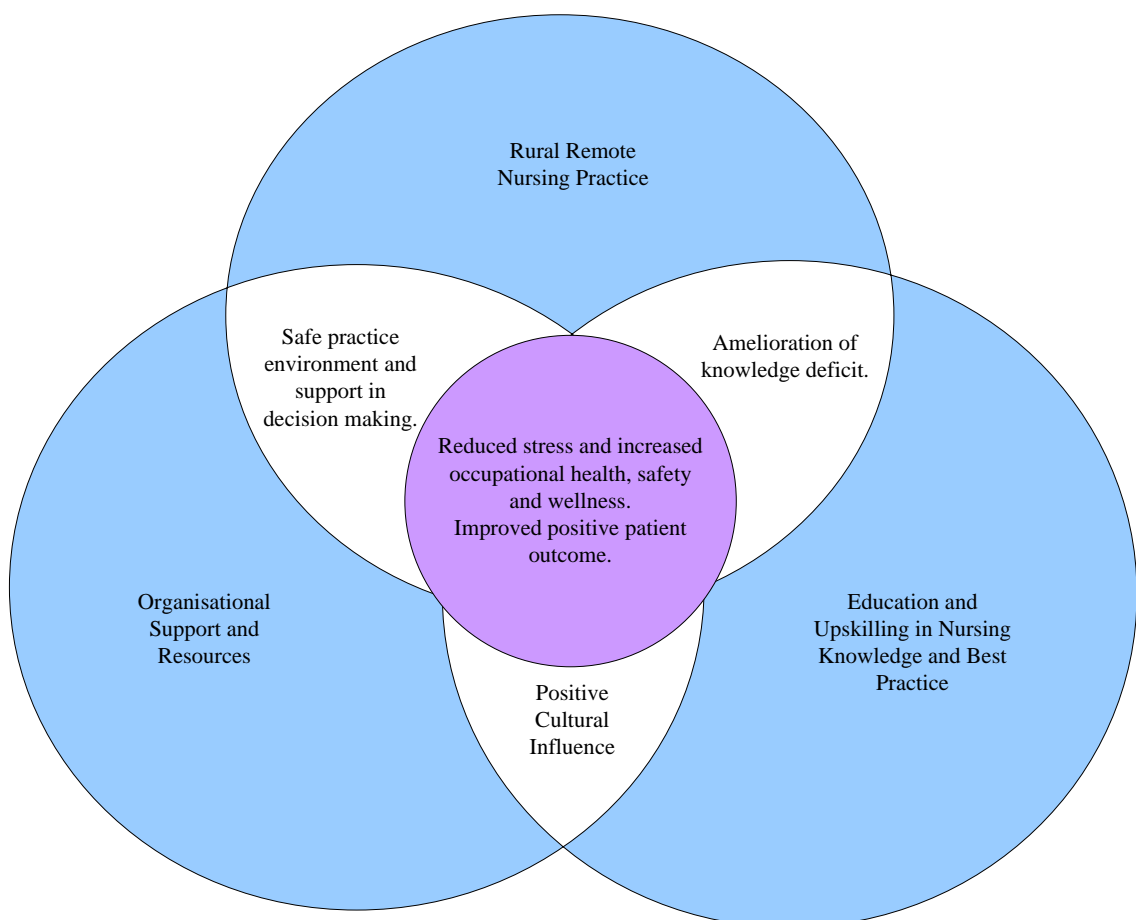 Rural Remote
Nursing Practice
Safe practice
environment and
support in
decision making.
Amelioration of
knowledge deficit.
Reduced stress and increased
occupational health, safety
and wellness.
Improved positive patient
outcome.
Organisational
Support and
Resources
Education and
Upskilling in Nursing
Knowledge and Best
Practice
Positive
Cultural
Influence